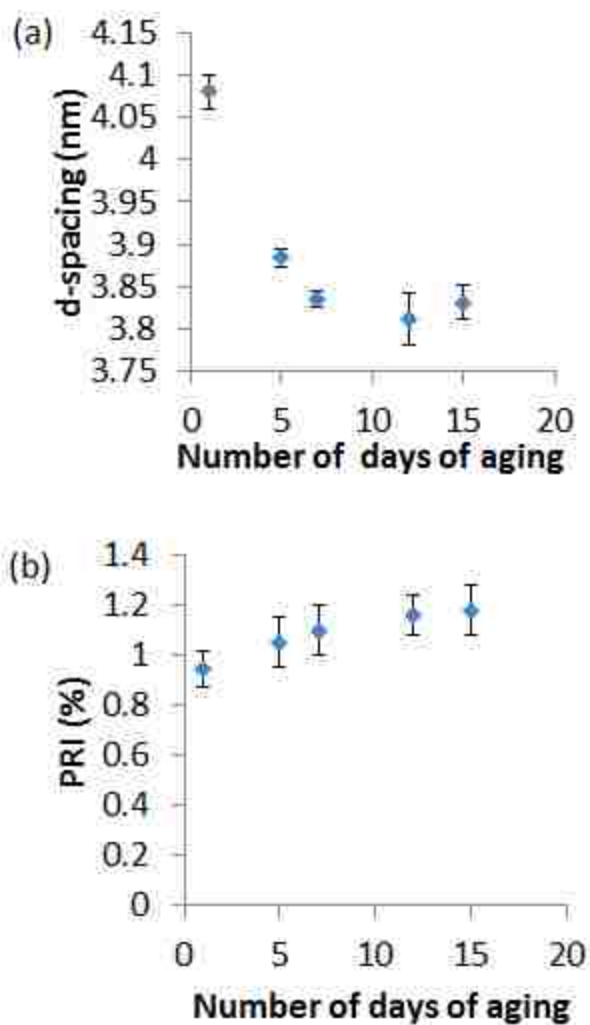 (a)
d-spacing (nm)
4.15
4.1
4.05
4
3.95
3.9
3.85
3.8
3.75
0 5 10 15 20
Number of days of aging
(b)
PRI (%)
1.4
1.2
1
0.8
0.6
0.4
0.2
0
0 5 10 15 20
Number of days of aging